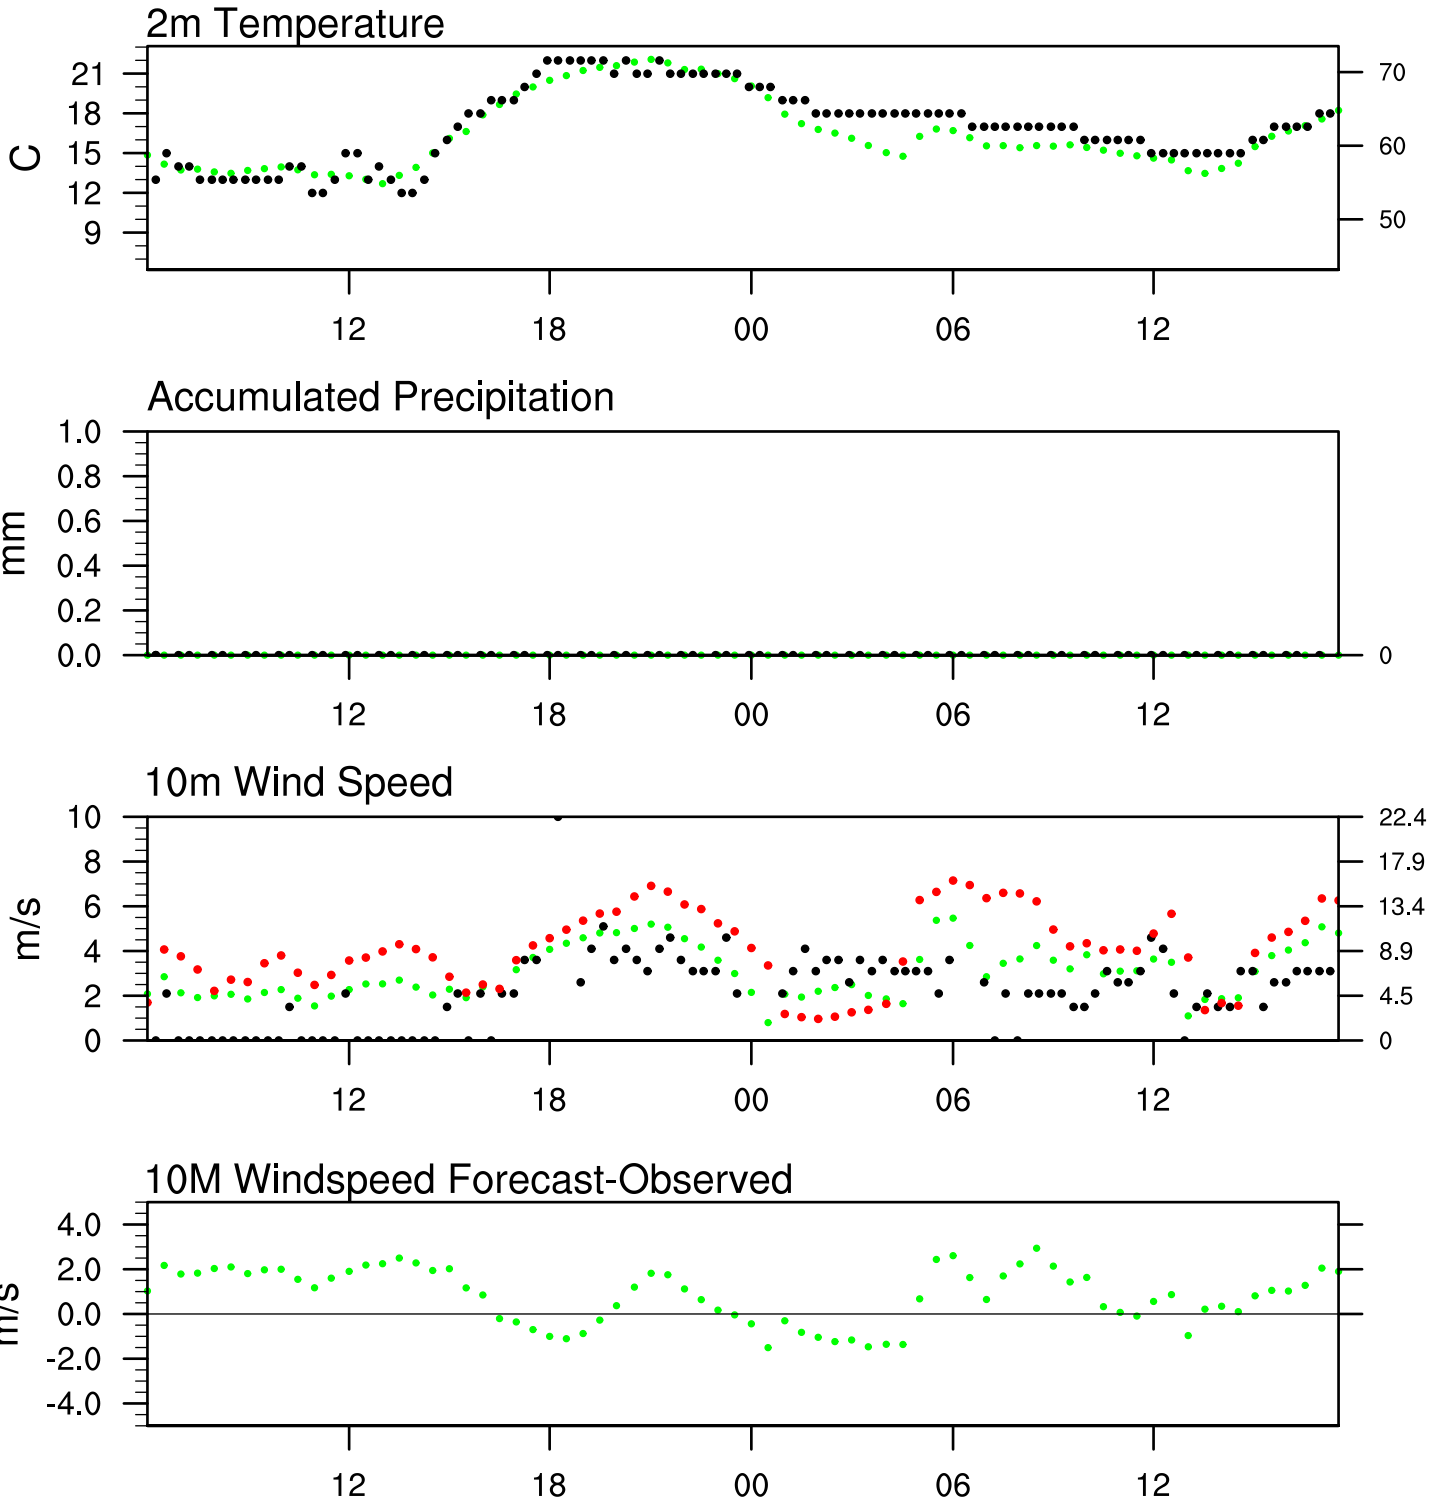 2m Temperature
21
18
15
12
9
C
70
60
50
12 18 00 06 12
Accumulated Precipitation
1.0
0.8
0.6
0.4
0.2
0.0
mm
0
12 18 00 06 12
10m Wind Speed
10
8
6
4
2
0
m/s
22.4
17.9
13.4
8.9
4.5
0
12 18 00 06 12
10M Windspeed Forecast-Observed
4.0
2.0
0.0
-2.0
-4.0
m/s
12 18 00 06 12